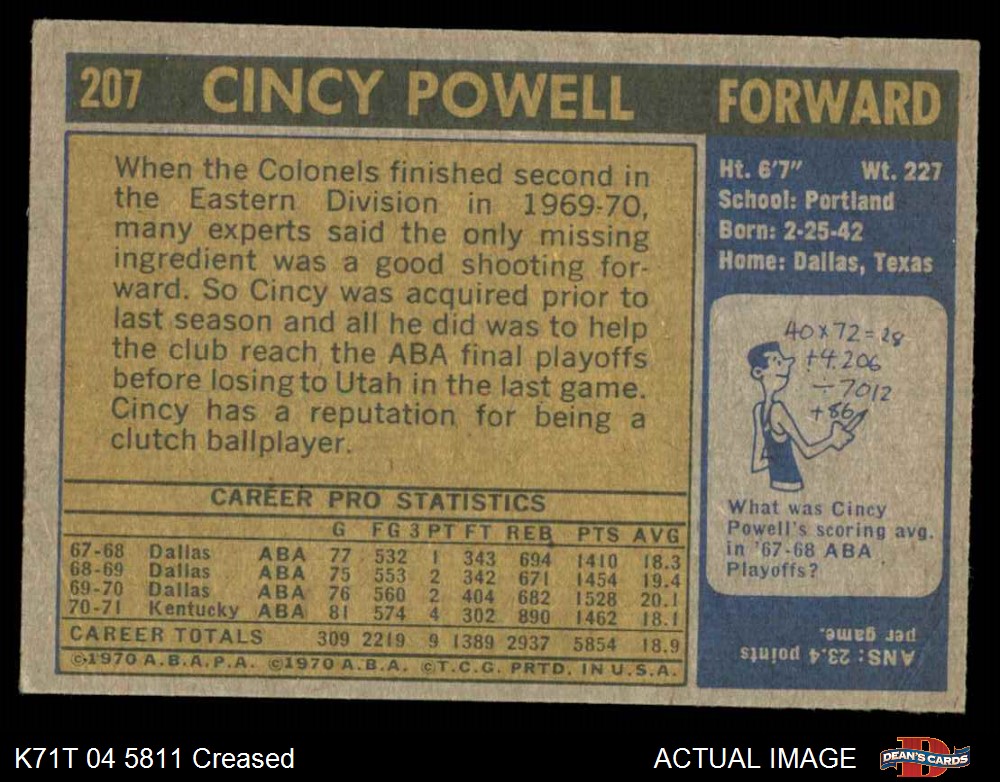 207 CINCY POWELL FORWARD
When the Colonels finished second in
the Eastern Division in 1969-70,
many experts said the only missing
ingredient was a good shooting for-
ward. So Cincy was acquired prior to
last season and all he did was to help
the club reach the ABA final playoffs
before losing to Utah in the last game.
Cincy has a reputation for being a
clutch ballplayer.
CAREER PRO STATISTICS
G FG 3 PT FT REB PTS AVG
67-68 Dallas ABA 77 532 1 343 694 1410 18.3
68-69 Dallas ABA 75 553 2 342 671 1454 19.4
69-70 Dallas ABA 76 560 2 404 682 1528 20.1
70-71 Kentucky ABA 81 574 4 302 890 1462 18.1
CAREER TOTALS 309 2219 9 1389 2937 5854 18.9
©1970 A.B.A.P.A. ©1970 A.B.A. ©T.C.G. PRTD. IN U.S.A.
Ht. 6'7" Wt. 227
School: Portland
Born: 2-25-42
Home: Dallas, Texas
40x72=28
+4.206
÷7012
+86
What was Cincy
Powell's scoring avg.
in '67-68 ABA
Playoffs?
ANS: 23.4 points
per game.
K71T 04 5811 Creased
ACTUAL IMAGE
DEAN'S CARDS